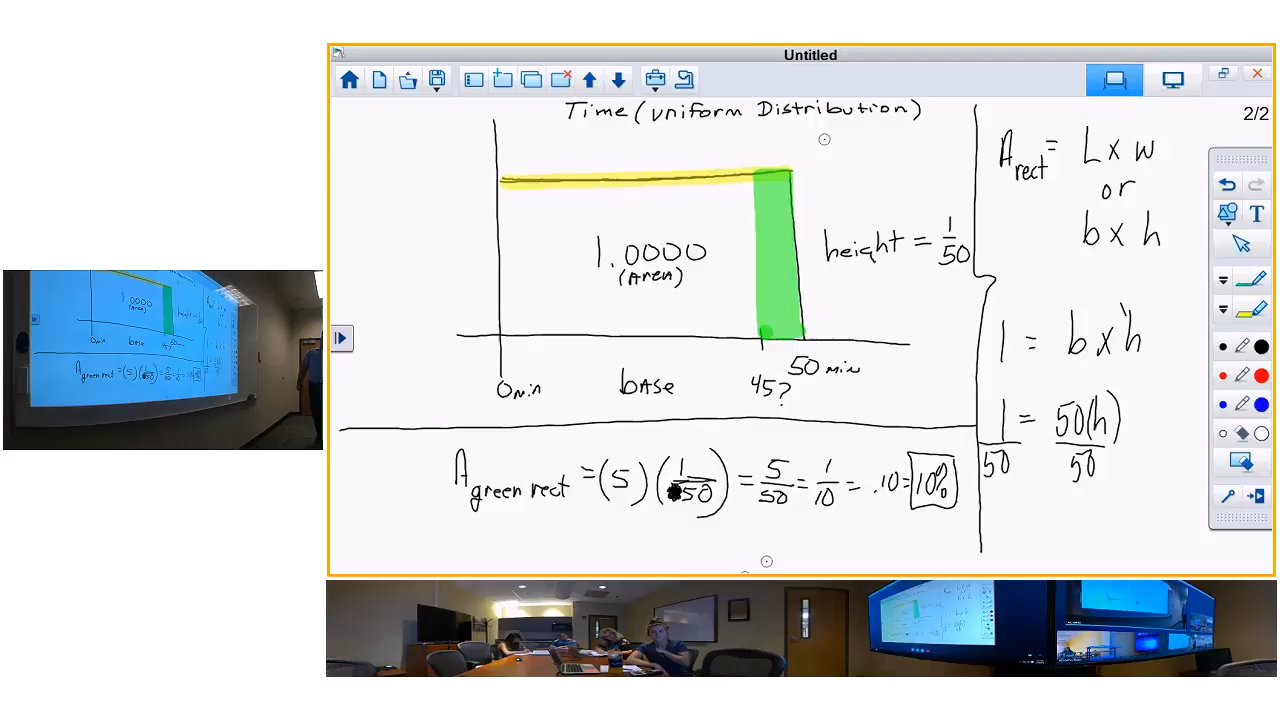 Untitled
Time (uniform Distribution)
2/2
A rect = L x w
or
b x h
1.0000
(Area)
height = 1/50
1 = b x h
0 min
base
45?
50 min
1 = 50(h)
50 50
A green rect = (5) (1/50) = 5/50 = 1/10 = .10 = 10%
T